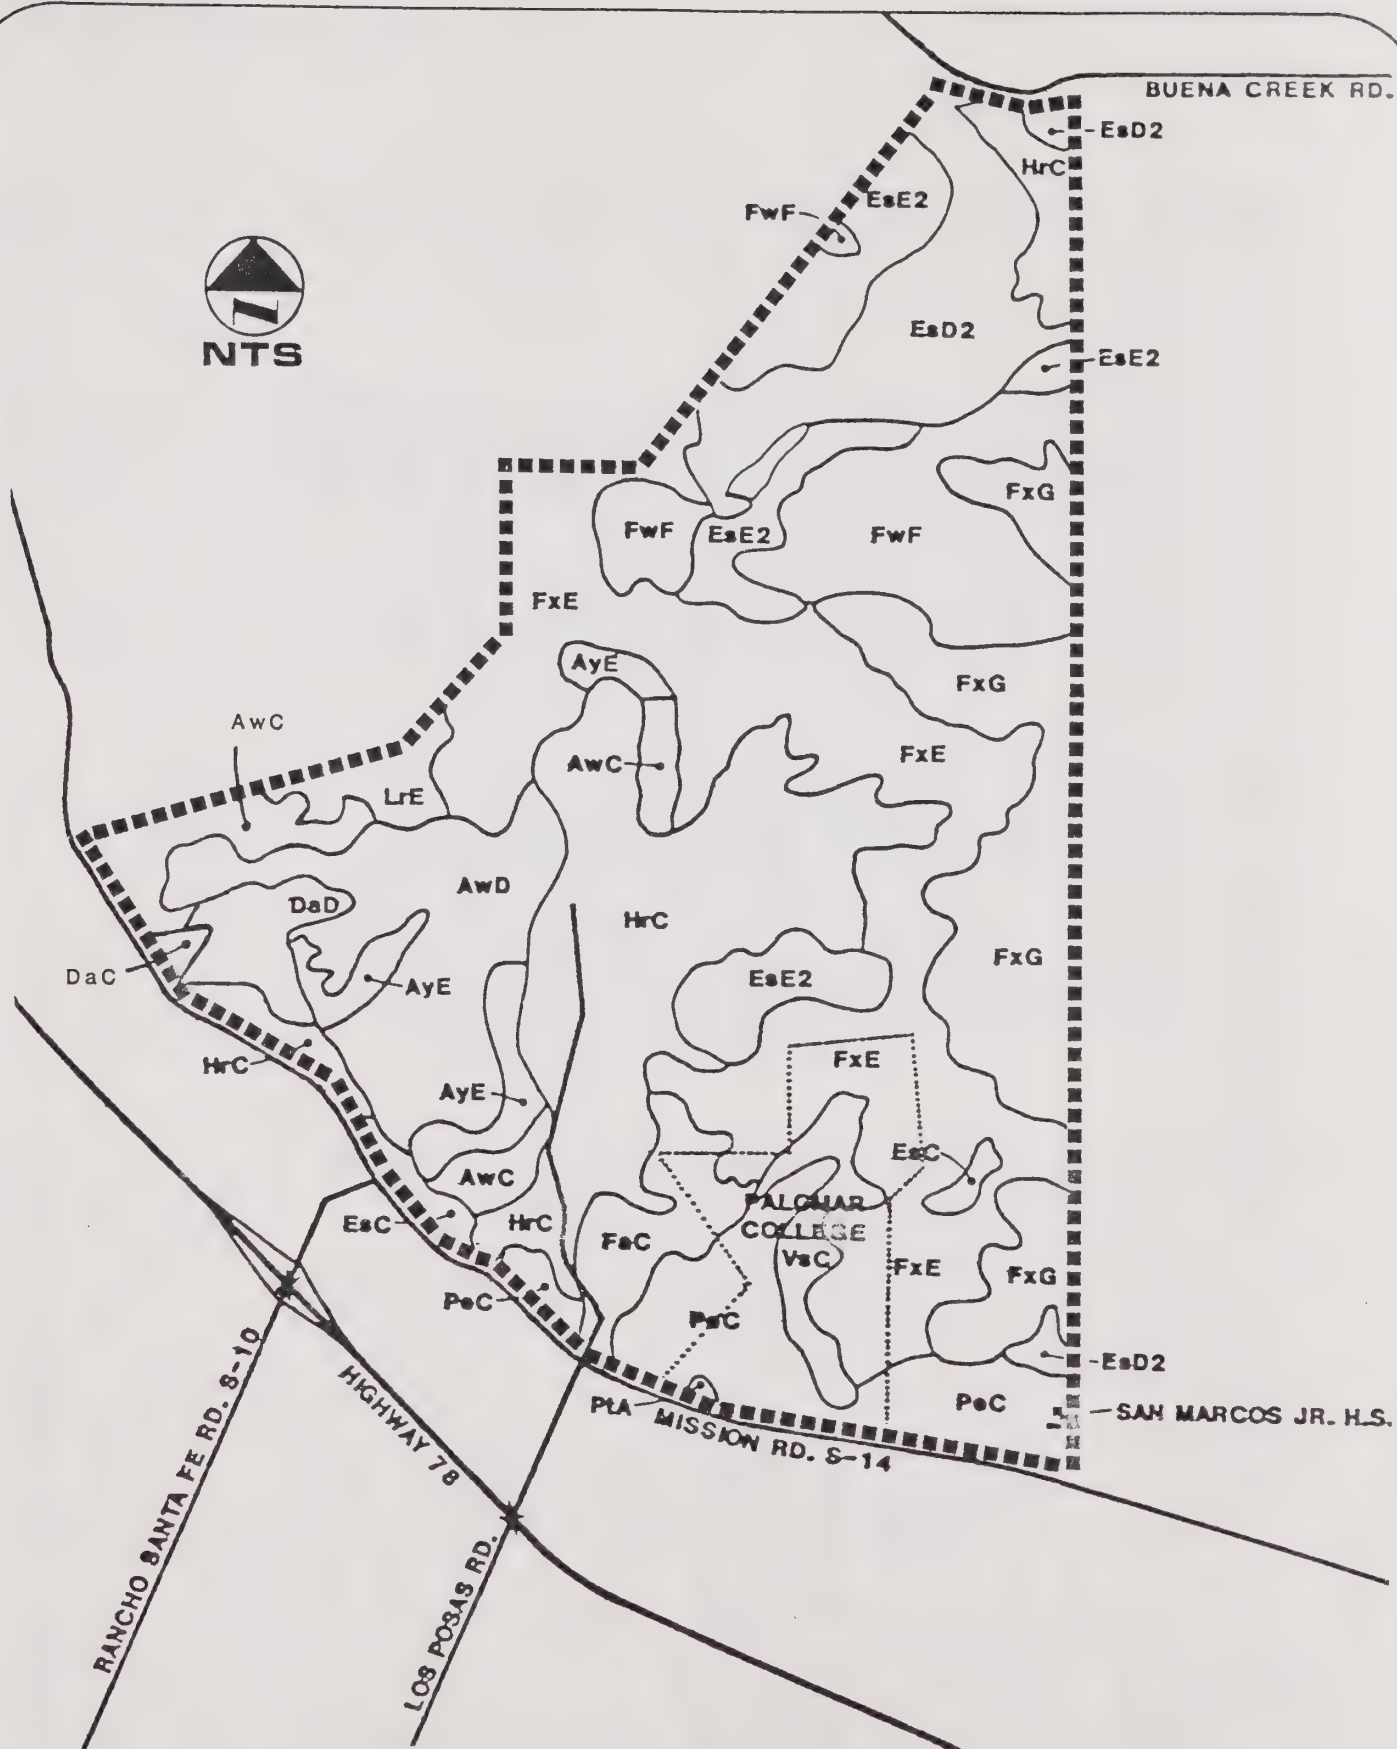 BUENA CREEK RD.
EsD2
HrC
EsE2
FwF
EsD2
NTS
EsE2
FxG
FwF
EsE2
FwF
FxE
AyE
FxG
AwC
FxE
AwC
LrE
AwD
DaD
HrC
FxG
DaC
EsE2
AyE
FxE
HrC
AyE
EsC
AwC
PALOMAR
COLLEGE
EsC
HrC
FaC
VsC
FxE
FxG
PeC
PeC
EsD2
PtA
PeC
SAN MARCOS JR. H.S.
MISSION RD. S-14
HIGHWAY 78
RANCHO SANTA FE RD. S-10
LOS POSAS RD.